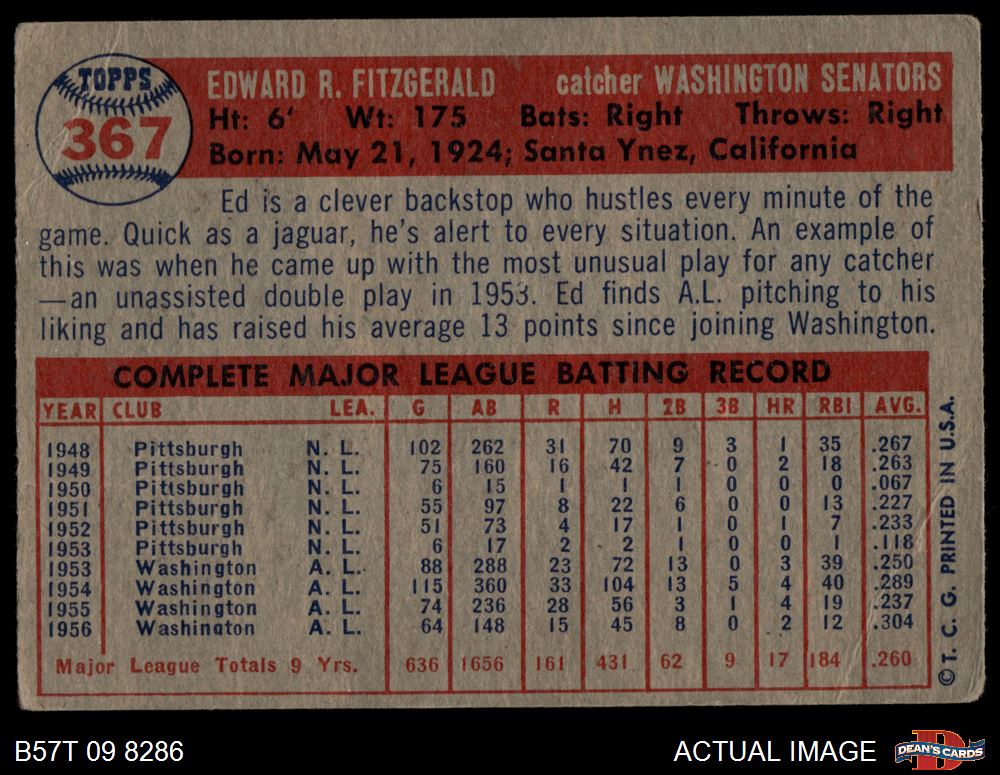 TOPPS
367
EDWARD R. FITZGERALD catcher WASHINGTON SENATORS
Ht: 6' Wt: 175 Bats: Right Throws: Right
Born: May 21, 1924; Santa Ynez, California
Ed is a clever backstop who hustles every minute of the
game. Quick as a jaguar, he's alert to every situation. An example of
this was when he came up with the most unusual play for any catcher
—an unassisted double play in 1953. Ed finds A.L. pitching to his
liking and has raised his average 13 points since joining Washington.
COMPLETE MAJOR LEAGUE BATTING RECORD
YEAR CLUB LEA. G AB R H 2B 3B HR RBI AVG.
1948 Pittsburgh N. L. 102 262 31 70 9 3 1 35 .267
1949 Pittsburgh N. L. 75 160 16 42 7 0 2 18 .263
1950 Pittsburgh N. L. 6 15 1 1 1 0 0 0 .067
1951 Pittsburgh N. L. 55 97 8 22 6 0 0 13 .227
1952 Pittsburgh N. L. 51 73 4 17 1 0 1 7 .233
1953 Pittsburgh N. L. 6 17 2 2 1 0 0 1 .118
1953 Washington A. L. 88 288 23 72 13 0 3 39 .250
1954 Washington A. L. 115 360 33 104 13 5 4 40 .289
1955 Washington A. L. 74 236 28 56 3 1 4 19 .237
1956 Washington A. L. 64 148 15 45 8 0 2 12 .304
Major League Totals 9 Yrs. 636 1656 161 431 62 9 17 184 .260
© T. C. G. PRINTED IN U.S.A.
B57T 09 8286
ACTUAL IMAGE
D
DEAN'S CARDS